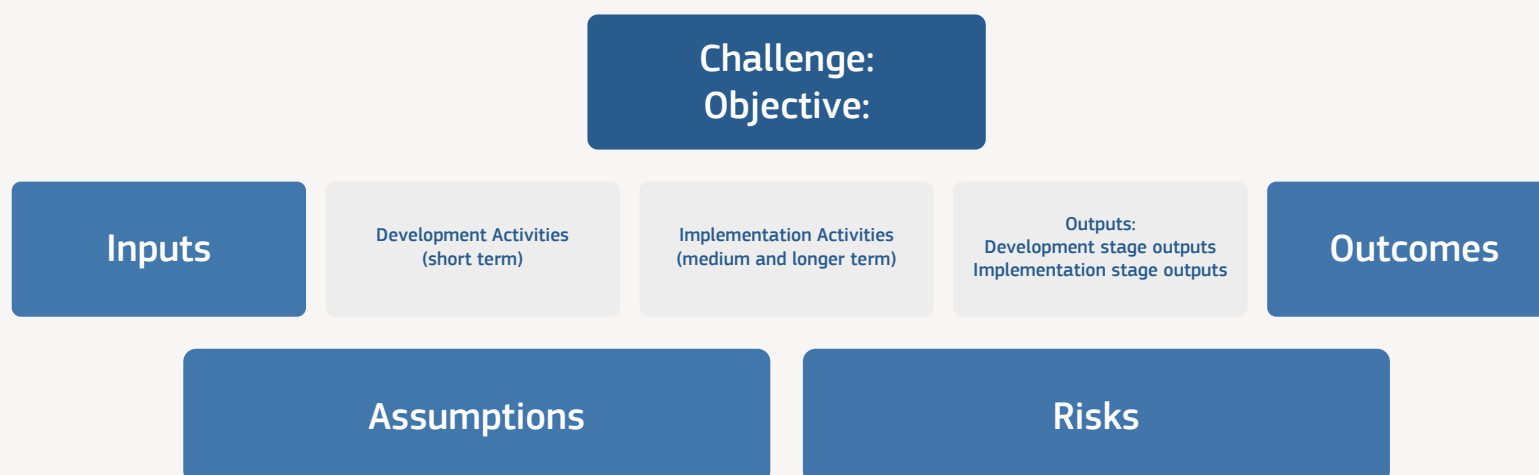 Challenge:
Objective:
Inputs
Development Activities
(short term)
Implementation Activities
(medium and longer term)
Outputs:
Development stage outputs
Implementation stage outputs
Outcomes
Assumptions
Risks